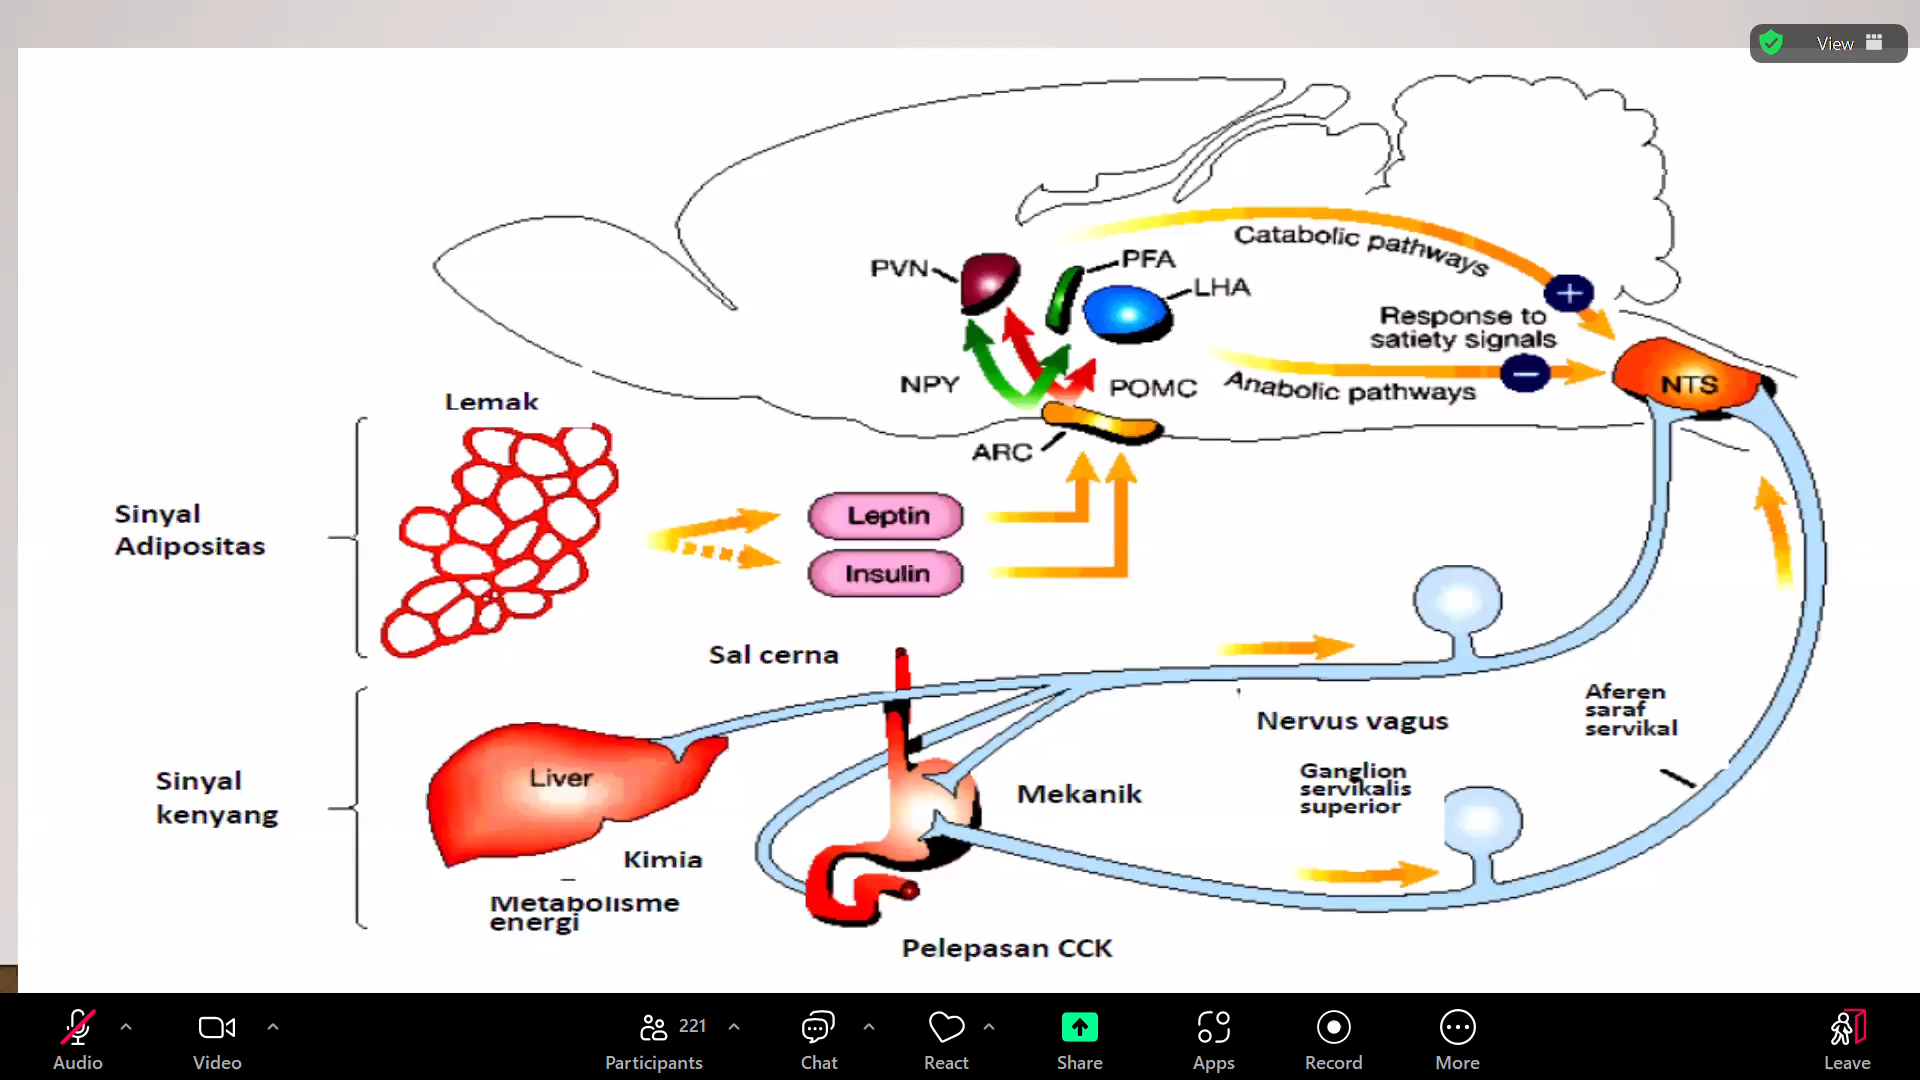 View
Catabolic pathways
PVN
PFA
LHA
Response to
satiety signals
NPY
POMC
Anabolic pathways
NTS
ARC
Lemak
Sinyal
Adipositas
Leptin
Insulin
Sal cerna
Aferen
saraf
servikal
Nervus vagus
Sinyal
kenyang
Liver
Mekanik
Ganglion
servikalis
superior
Kimia
Metabolisme
energi
Pelepasan CCK
221
Audio
Video
Participants
Chat
React
Share
Apps
Record
More
Leave